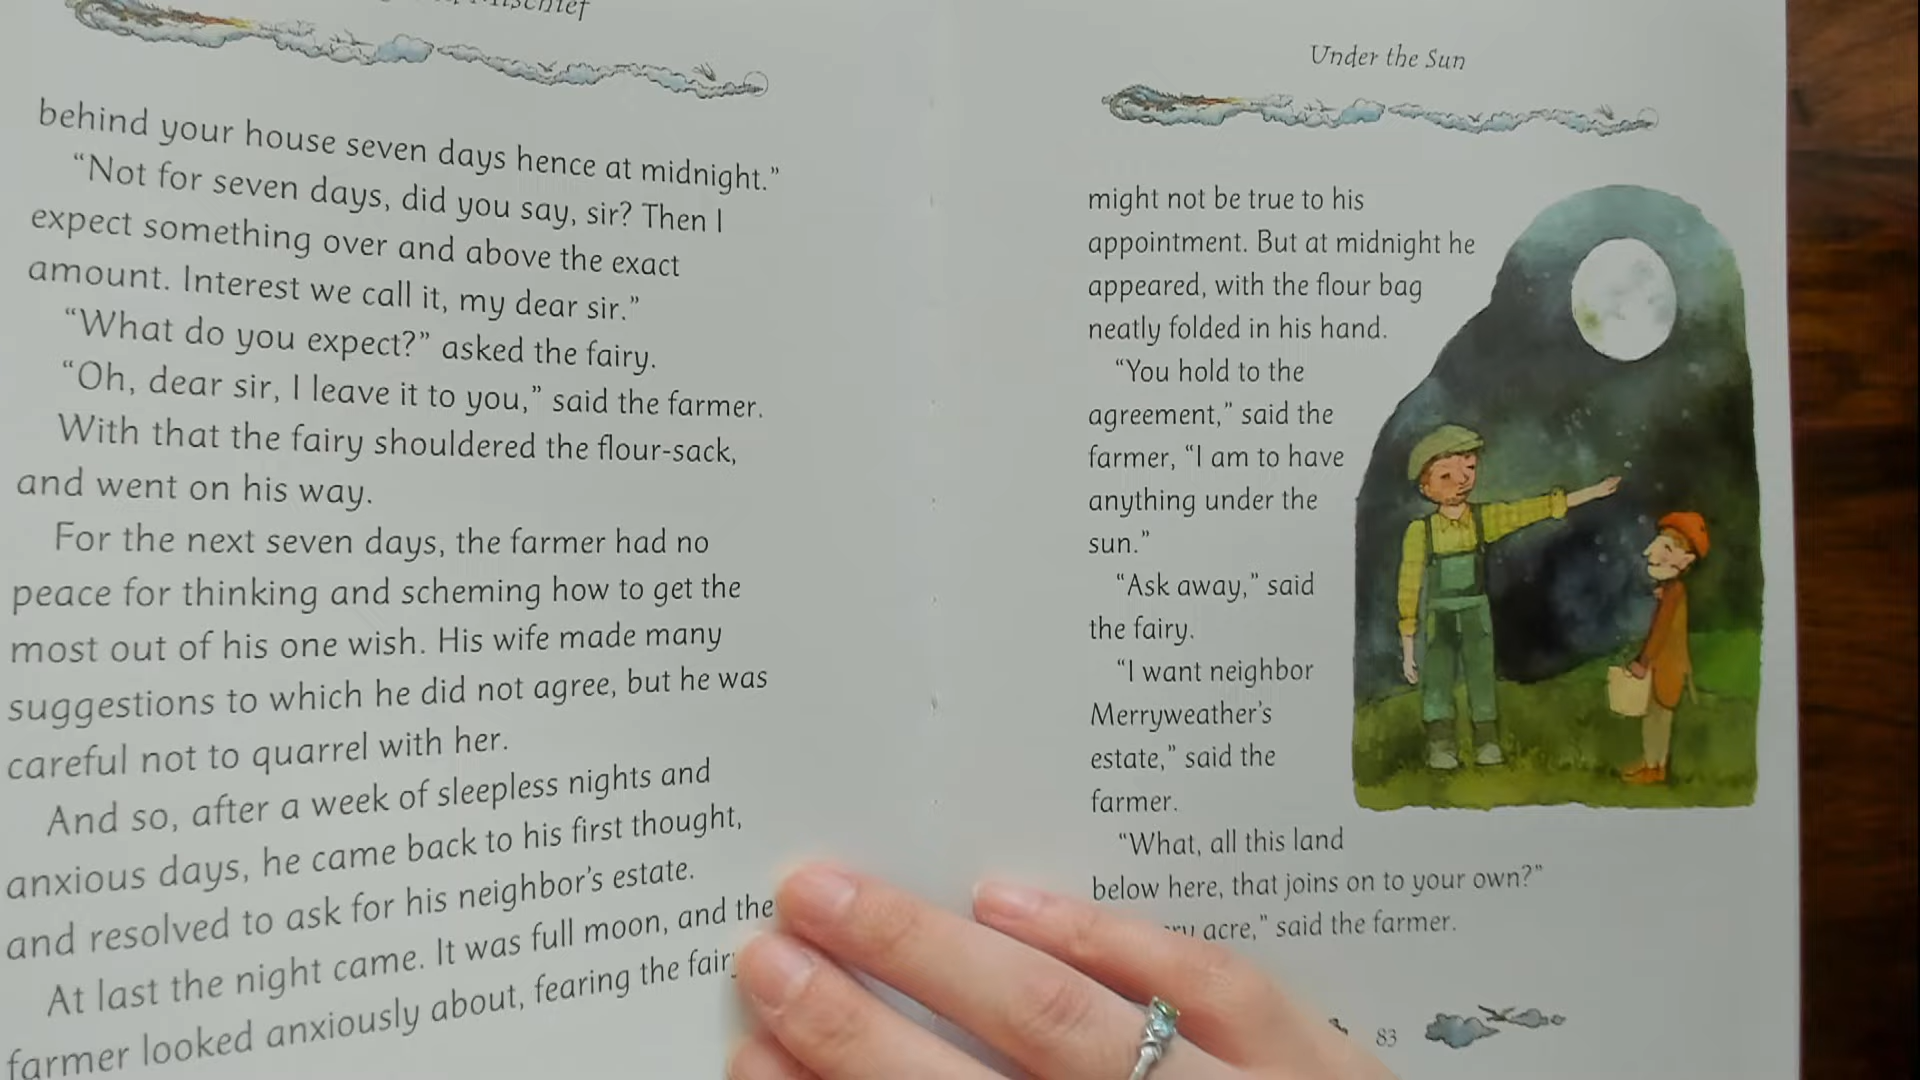 Mischief
behind your house seven days hence at midnight.”
“Not for seven days, did you say, sir? Then I
expect something over and above the exact
amount. Interest we call it, my dear sir.”
“What do you expect?” asked the fairy.
“Oh, dear sir, I leave it to you,” said the farmer.
With that the fairy shouldered the flour-sack,
and went on his way.
For the next seven days, the farmer had no
peace for thinking and scheming how to get the
most out of his one wish. His wife made many
suggestions to which he did not agree, but he was
careful not to quarrel with her.
And so, after a week of sleepless nights and
anxious days, he came back to his first thought,
and resolved to ask for his neighbor’s estate.
At last the night came. It was full moon, and the
farmer looked anxiously about, fearing the
Under the Sun
might not be true to his
appointment. But at midnight he
appeared, with the flour bag
neatly folded in his hand.
“You hold to the
agreement,” said the
farmer, “I am to have
anything under the
sun.”
“Ask away,” said
the fairy.
“I want neighbor
Merryweather’s
estate,” said the
farmer.
“What, all this land
below here, that joins on to your own?”
acre,” said the farmer.
83